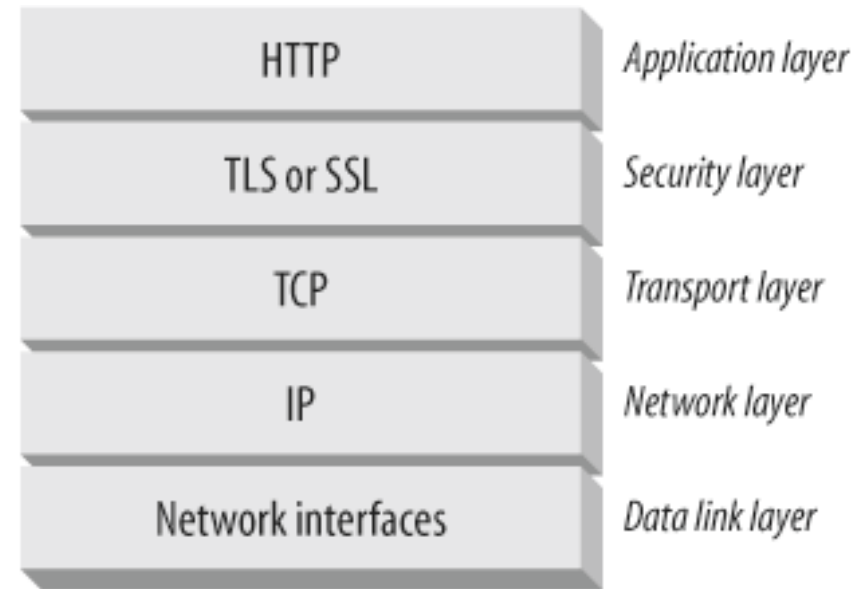 HTTP
Application layer
TLS or SSL
Security layer
TCP
Transport layer
IP
Network layer
Network interfaces
Data link layer